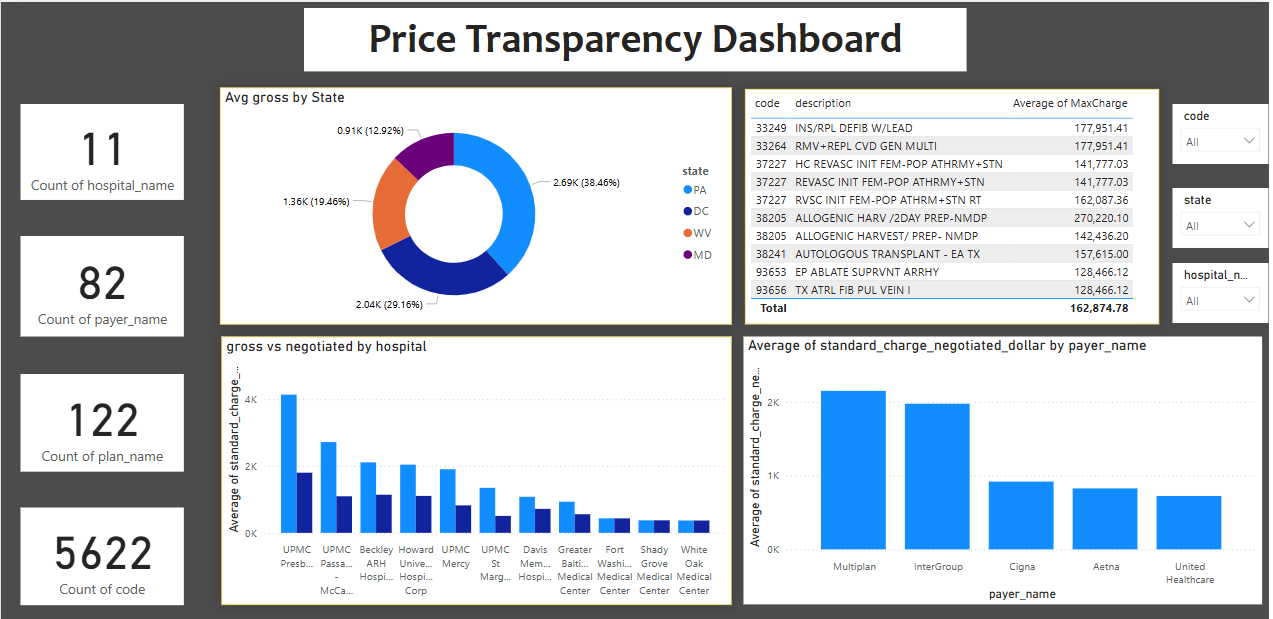 Price Transparency Dashboard
11
Count of hospital_name
82
Count of payer_name
122
Count of plan_name
5622
Count of code
Avg gross by State
0.91K (12.92%)
2.69K (38.46%)
1.36K (19.46%)
2.04K (29.16%)
state
PA
DC
WV
MD
code description Average of MaxCharge
33249 INS/RPL DEFIB W/LEAD 177,951.41
33264 RMV+REPL CVD GEN MULTI 177,951.41
37227 HC REVASC INIT FEM-POP ATHRMY+STN 141,777.03
37227 REVASC INIT FEM-POP ATHRMY+STN 141,777.03
37227 RVSC INIT FEM-POP ATHRM+STN RT 162,087.36
38205 ALLOGENIC HARV /2DAY PREP-NMDP 270,220.10
38205 ALLOGENIC HARVEST/ PREP- NMDP 142,436.20
38241 AUTOLOGOUS TRANSPLANT - EA TX 157,615.00
93653 EP ABLATE SUPRVNT ARRHY 128,466.12
93656 TX ATRL FIB PUL VEIN I 128,466.12
Total 162,874.78
code
All
state
All
hospital_n...
All
gross vs negotiated by hospital
Average of standard_charge_...
4K
2K
0K
UPMC Presb...
UPMC Passa... - McCa...
Beckley ARH Hospi...
Howard Unive... Hospi... Corp
UPMC Mercy
UPMC St Marg...
Davis Mem... Hospi...
Greater Balti... Medical Center
Fort Washi... Medical Center
Shady Grove Medical Center
White Oak Medical Center
Average of standard_charge_negotiated_dollar by payer_name
Average of standard_charge_ne...
2K
1K
0K
Multiplan
InterGroup
Cigna
Aetna
United Healthcare
payer_name